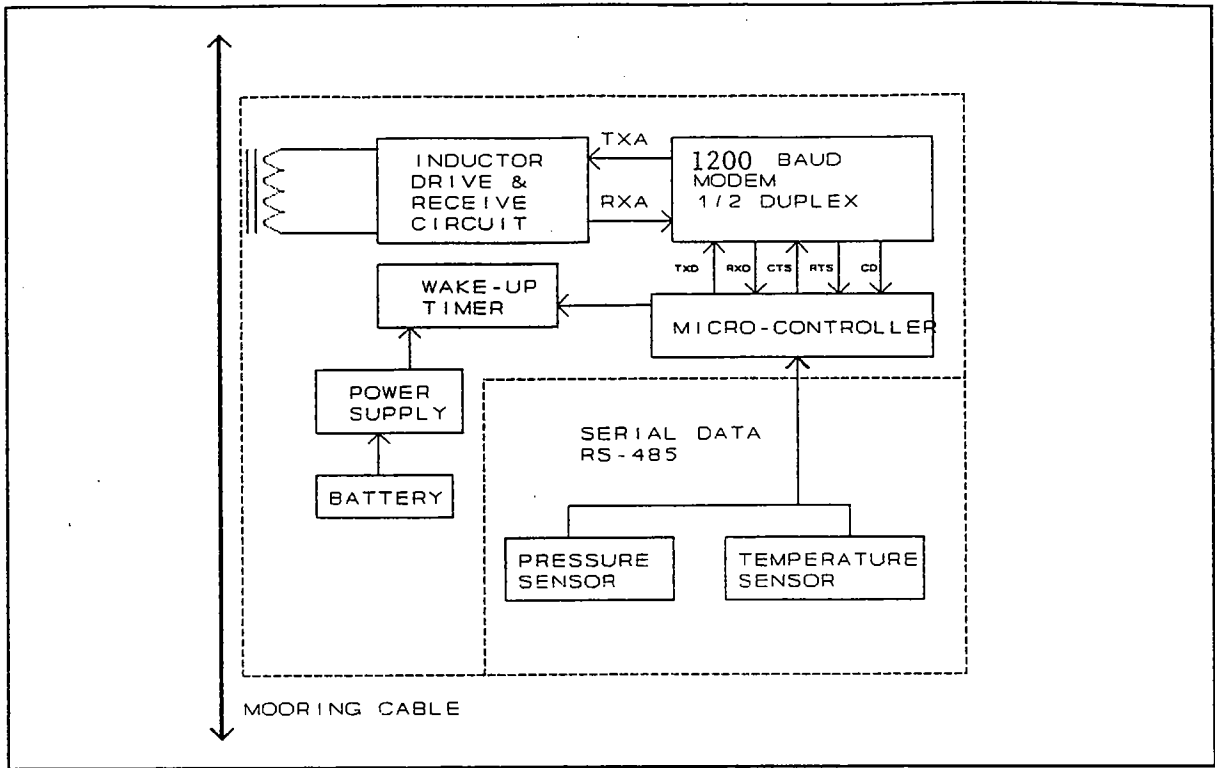 TXA
INDUCTOR
DRIVE &
RECEIVE
CIRCUIT
RXA
1200 BAUD
MODEM
1/2 DUPLEX
TXD RXD CTS RTS CD
WAKE-UP
TIMER
MICRO-CONTROLLER
POWER
SUPPLY
BATTERY
SERIAL DATA
RS-485
PRESSURE
SENSOR
TEMPERATURE
SENSOR
MOORING CABLE